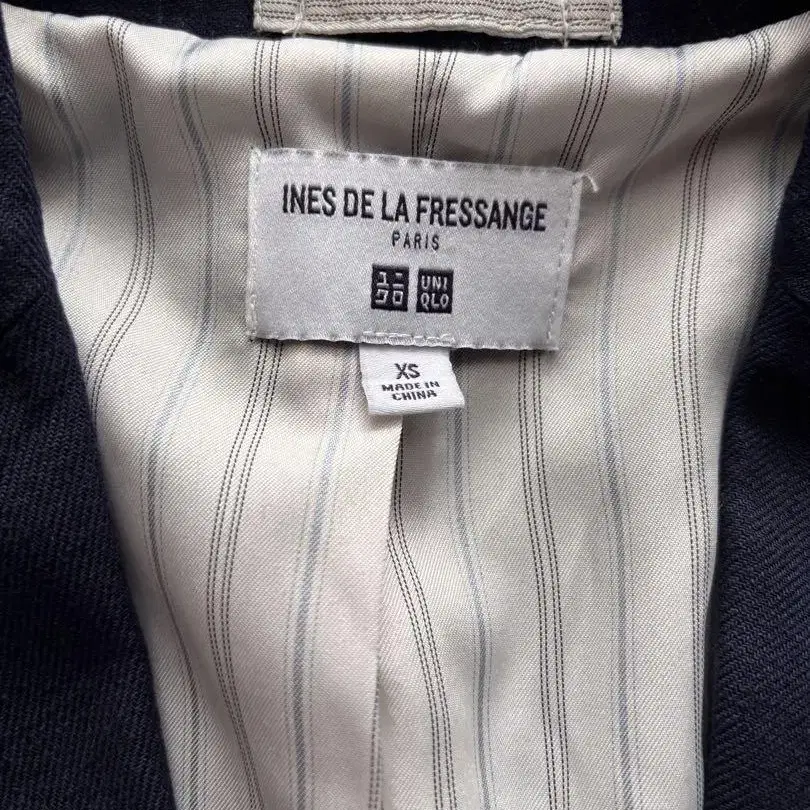 INES DE LA FRESSANGE
PARIS
ユニ UNI
クロ QLO
XS
MADE IN
CHINA